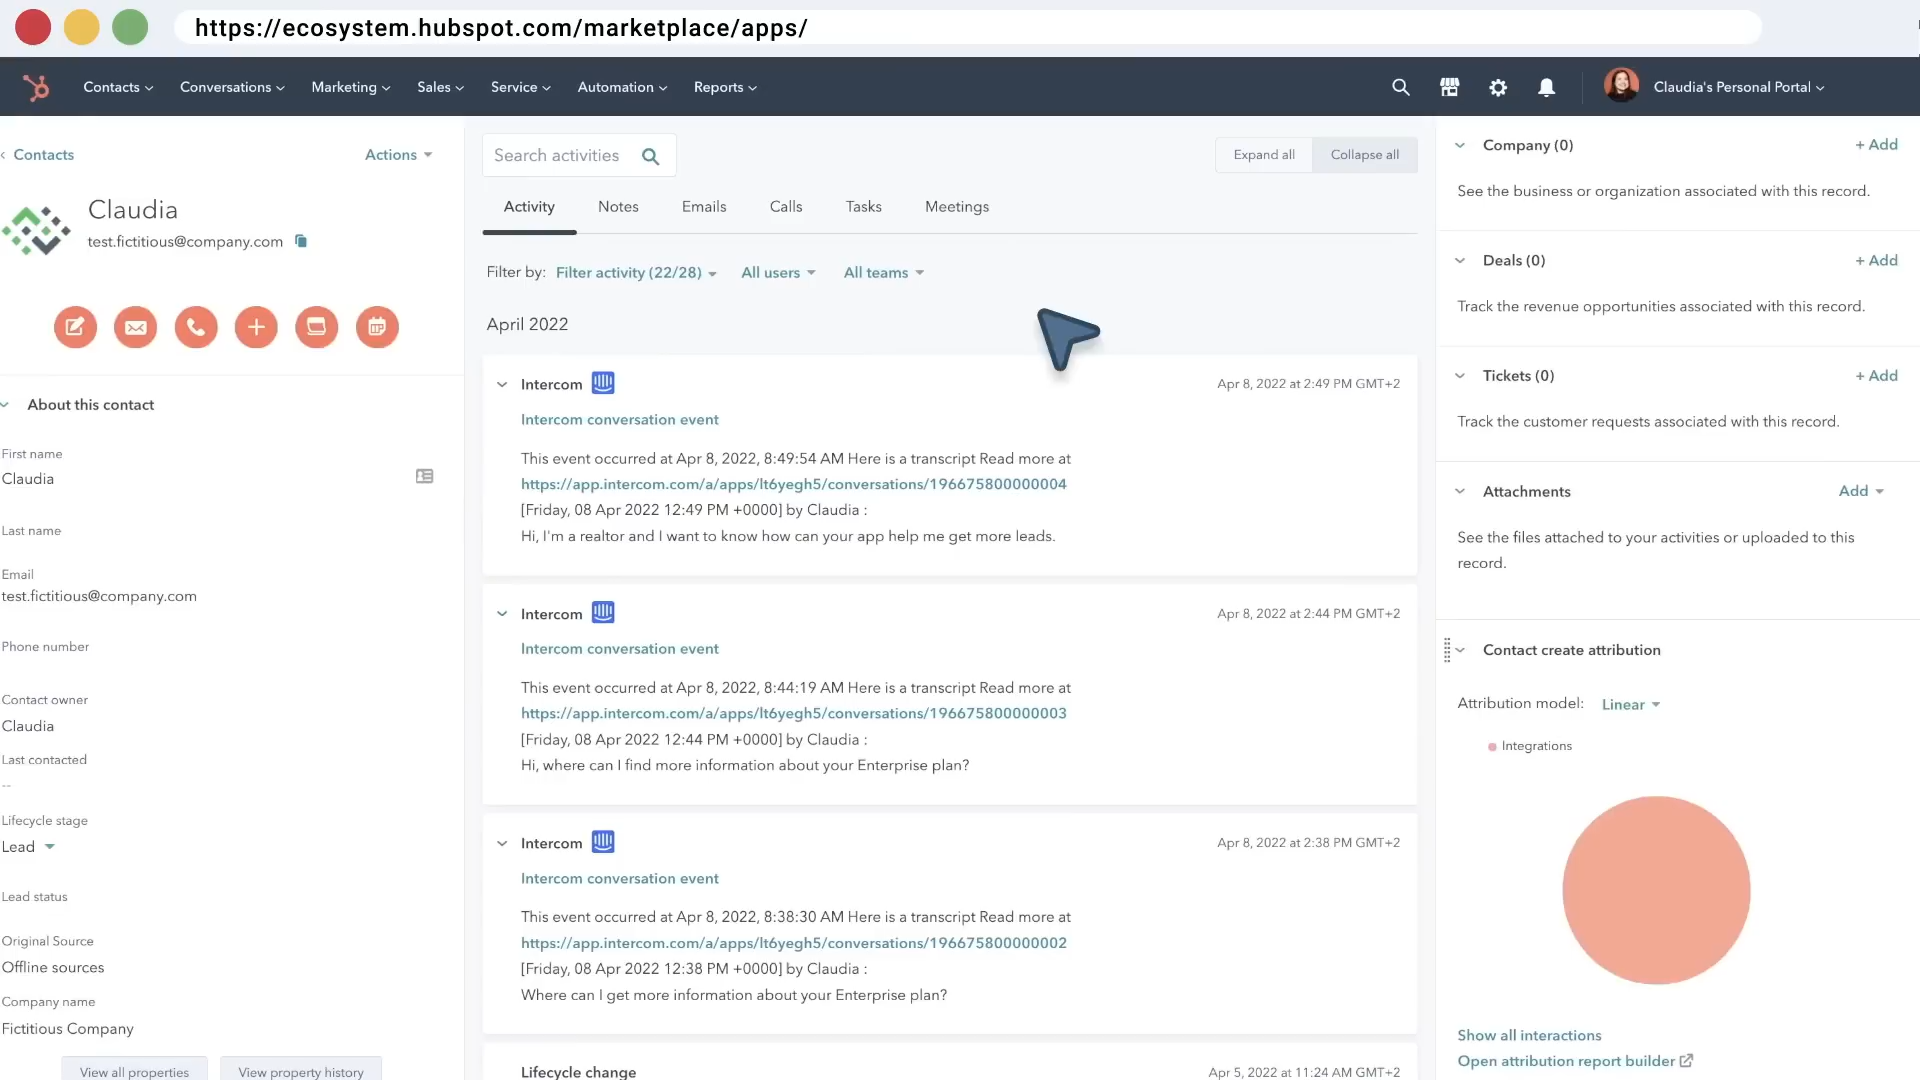 https://ecosystem.hubspot.com/marketplace/apps/
Contacts Conversations Marketing Sales Service Automation Reports Claudia's Personal Portal
Contacts Actions
Claudia
test.fictitious@company.com
About this contact
First name
Claudia
Last name
Email
test.fictitious@company.com
Phone number
Contact owner
Claudia
Last contacted
--
Lifecycle stage
Lead
Lead status
Original Source
Offline sources
Company name
Fictitious Company
View all properties View property history
Search activities Expand all Collapse all
Activity Notes Emails Calls Tasks Meetings
Filter by: Filter activity (22/28) All users All teams
April 2022
Intercom Apr 8, 2022 at 2:49 PM GMT+2
Intercom conversation event
This event occurred at Apr 8, 2022, 8:49:54 AM Here is a transcript Read more at
https://app.intercom.com/a/apps/lt6yegh5/conversations/196675800000004
[Friday, 08 Apr 2022 12:49 PM +0000] by Claudia :
Hi, I'm a realtor and I want to know how can your app help me get more leads.
Intercom Apr 8, 2022 at 2:44 PM GMT+2
Intercom conversation event
This event occurred at Apr 8, 2022, 8:44:19 AM Here is a transcript Read more at
https://app.intercom.com/a/apps/lt6yegh5/conversations/196675800000003
[Friday, 08 Apr 2022 12:44 PM +0000] by Claudia :
Hi, where can I find more information about your Enterprise plan?
Intercom Apr 8, 2022 at 2:38 PM GMT+2
Intercom conversation event
This event occurred at Apr 8, 2022, 8:38:30 AM Here is a transcript Read more at
https://app.intercom.com/a/apps/lt6yegh5/conversations/196675800000002
[Friday, 08 Apr 2022 12:38 PM +0000] by Claudia :
Where can I get more information about your Enterprise plan?
Lifecycle change Apr 5, 2022 at 11:24 AM GMT+2
Company (0) + Add
See the business or organization associated with this record.
Deals (0) + Add
Track the revenue opportunities associated with this record.
Tickets (0) + Add
Track the customer requests associated with this record.
Attachments Add
See the files attached to your activities or uploaded to this
record.
Contact create attribution
Attribution model: Linear
Integrations
Show all interactions
Open attribution report builder